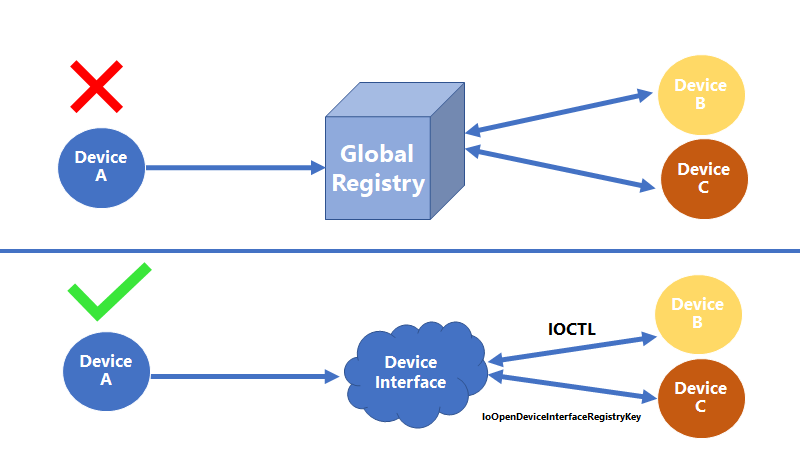 Device
B
Device
A
Global
Registry
Device
C
Device
B
IOCTL
Device
A
Device
Interface
Device
C
IoOpenDeviceInterfaceRegistryKey